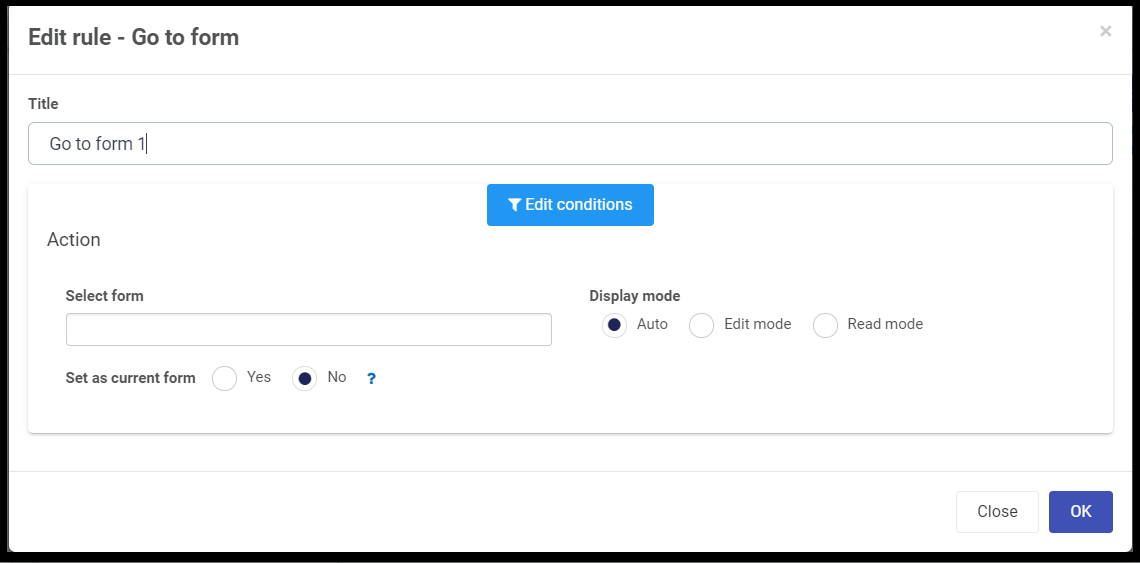 Edit rule - Go to form
×
Title
Go to form 1
Edit conditions
Action
Select form
Display mode
Auto Edit mode Read mode
Set as current form Yes No ?
Close OK